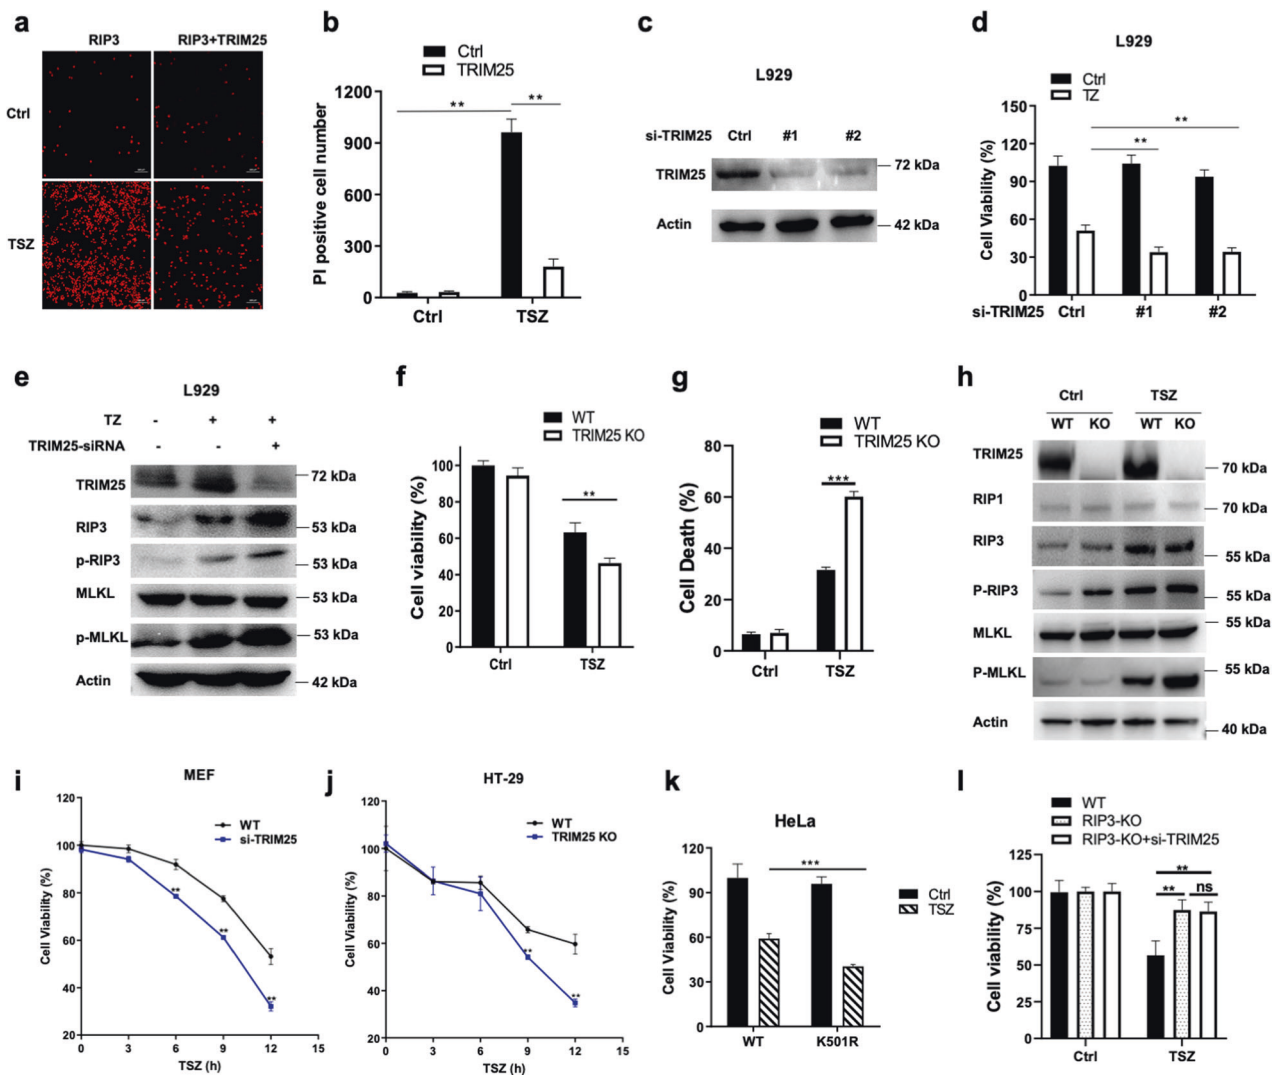 a
RIP3 RIP3+TRIM25
Ctrl
TSZ
b
Ctrl
TRIM25
** **
PI positive cell number
1200
900
600
300
0
Ctrl TSZ
c
L929
si-TRIM25 Ctrl #1 #2
TRIM25 72 kDa
Actin 42 kDa
d
L929
Ctrl
TZ
Cell Viability (%)
150
120
90
60
30
0
**
**
si-TRIM25 Ctrl #1 #2
e
L929
TZ - + +
TRIM25-siRNA - - +
TRIM25 72 kDa
RIP3 53 kDa
p-RIP3 53 kDa
MLKL 53 kDa
p-MLKL 53 kDa
Actin 42 kDa
f
WT
TRIM25 KO
Cell viability (%)
100
80
60
40
20
0
**
Ctrl TSZ
g
WT
TRIM25 KO
Cell Death (%)
80
60
40
20
0
***
Ctrl TSZ
h
Ctrl TSZ
WT KO WT KO
TRIM25 70 kDa
RIP1 70 kDa
RIP3 55 kDa
P-RIP3 55 kDa
MLKL 55 kDa
P-MLKL 55 kDa
Actin 40 kDa
i
MEF
WT
si-TRIM25
Cell Viability (%)
120
100
80
60
40
20
**
**
**
0 3 6 9 12 15
TSZ (h)
j
HT-29
WT
TRIM25 KO
Cell Viability (%)
120
100
80
60
40
20
**
**
0 3 6 9 12 15
TSZ (h)
k
HeLa
Ctrl
TSZ
Cell Viability (%)
120
90
60
30
0
***
WT K501R
l
WT
RIP3-KO
RIP3-KO+si-TRIM25
Cell viability (%)
125
100
75
50
25
0
**
** ns
Ctrl TSZ